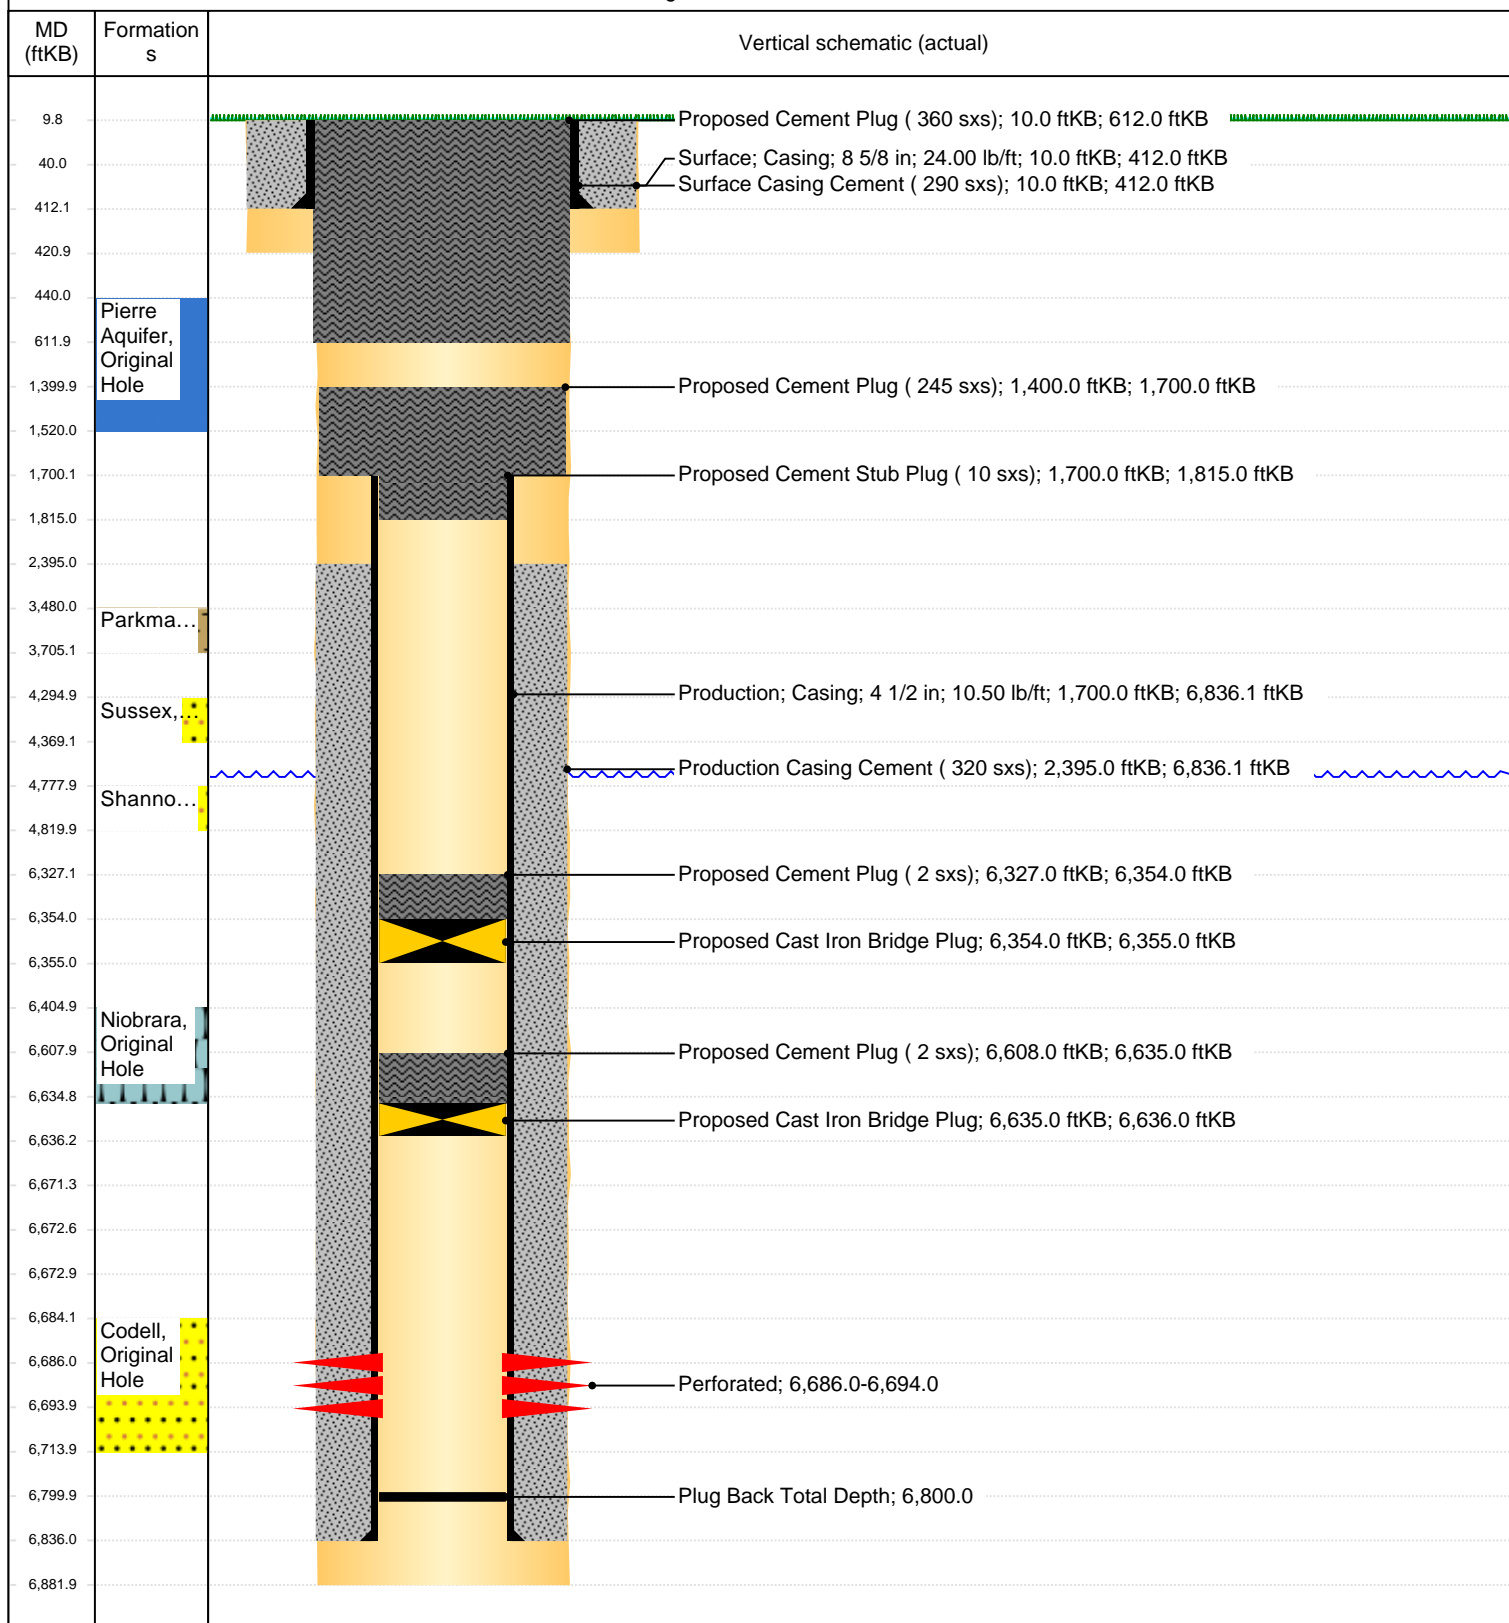 MD
(ftKB)
Formation
s
Vertical schematic (actual)
9.8
40.0
412.1
420.9
440.0
611.9
1,399.9
1,520.0
1,700.1
1,815.0
2,395.0
3,480.0
3,705.1
4,294.9
4,369.1
4,777.9
4,819.9
6,327.1
6,354.0
6,355.0
6,404.9
6,607.9
6,634.8
6,636.2
6,671.3
6,672.6
6,672.9
6,684.1
6,686.0
6,693.9
6,713.9
6,799.9
6,836.0
6,881.9
Pierre
Aquifer,
Original
Hole
Parkma…
Sussex,…
Shanno…
Niobrara,
Original
Hole
Codell,
Original
Hole
Proposed Cement Plug ( 360 sxs); 10.0 ftKB; 612.0 ftKB
Surface; Casing; 8 5/8 in; 24.00 lb/ft; 10.0 ftKB; 412.0 ftKB
Surface Casing Cement ( 290 sxs); 10.0 ftKB; 412.0 ftKB
Proposed Cement Plug ( 245 sxs); 1,400.0 ftKB; 1,700.0 ftKB
Proposed Cement Stub Plug ( 10 sxs); 1,700.0 ftKB; 1,815.0 ftKB
Production; Casing; 4 1/2 in; 10.50 lb/ft; 1,700.0 ftKB; 6,836.1 ftKB
Production Casing Cement ( 320 sxs); 2,395.0 ftKB; 6,836.1 ftKB
Proposed Cement Plug ( 2 sxs); 6,327.0 ftKB; 6,354.0 ftKB
Proposed Cast Iron Bridge Plug; 6,354.0 ftKB; 6,355.0 ftKB
Proposed Cement Plug ( 2 sxs); 6,608.0 ftKB; 6,635.0 ftKB
Proposed Cast Iron Bridge Plug; 6,635.0 ftKB; 6,636.0 ftKB
Perforated; 6,686.0-6,694.0
Plug Back Total Depth; 6,800.0